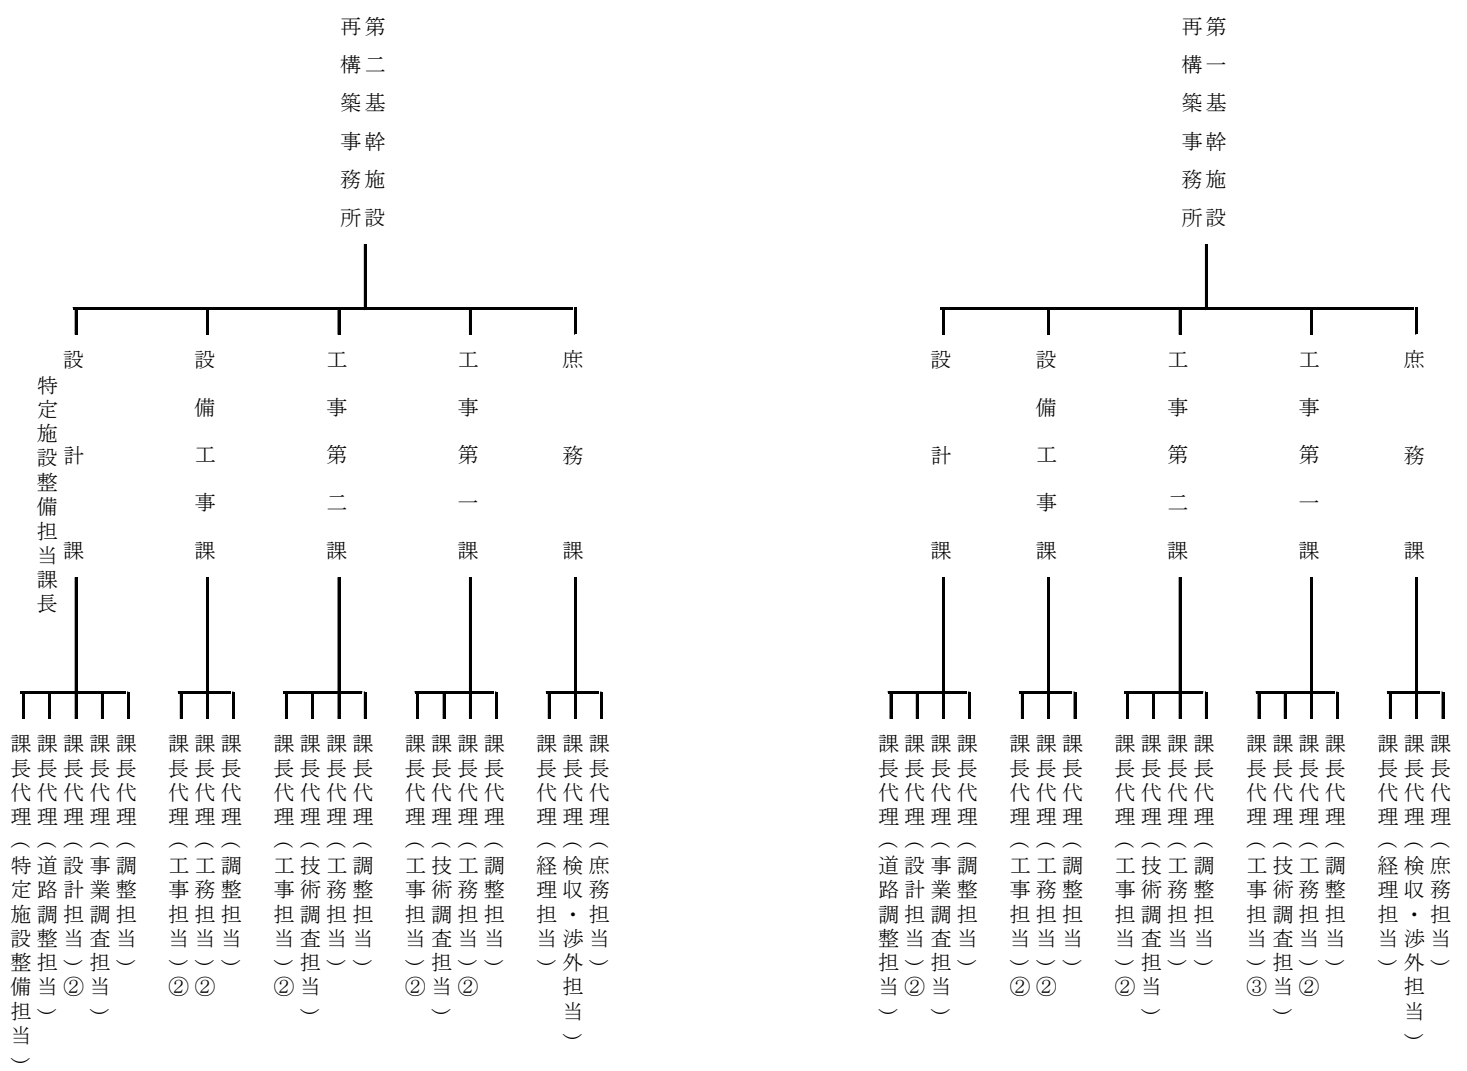 第一基幹施設
再構築事務所
庶務課
課長代理(庶務担当)
課長代理(検収・渉外担当)
課長代理(経理担当)
工事第一課
課長代理(調整担当)
課長代理(工務担当)②
課長代理(技術調査担当)
課長代理(工事担当)③
工事第二課
課長代理(調整担当)
課長代理(工務担当)
課長代理(技術調査担当)
課長代理(工事担当)②
設備工事課
課長代理(調整担当)
課長代理(工務担当)②
課長代理(工事担当)②
設計課
課長代理(調整担当)
課長代理(事業調査担当)
課長代理(設計担当)②
課長代理(道路調整担当)
第二基幹施設
再構築事務所
庶務課
課長代理(庶務担当)
課長代理(検収・渉外担当)
課長代理(経理担当)
工事第一課
課長代理(調整担当)
課長代理(工務担当)②
課長代理(技術調査担当)
課長代理(工事担当)②
工事第二課
課長代理(調整担当)
課長代理(工務担当)
課長代理(技術調査担当)
課長代理(工事担当)②
設備工事課
課長代理(調整担当)
課長代理(工務担当)②
課長代理(工事担当)②
設計課
特定施設整備担当課長
課長代理(調整担当)
課長代理(事業調査担当)
課長代理(設計担当)②
課長代理(道路調整担当)
課長代理(特定施設整備担当)